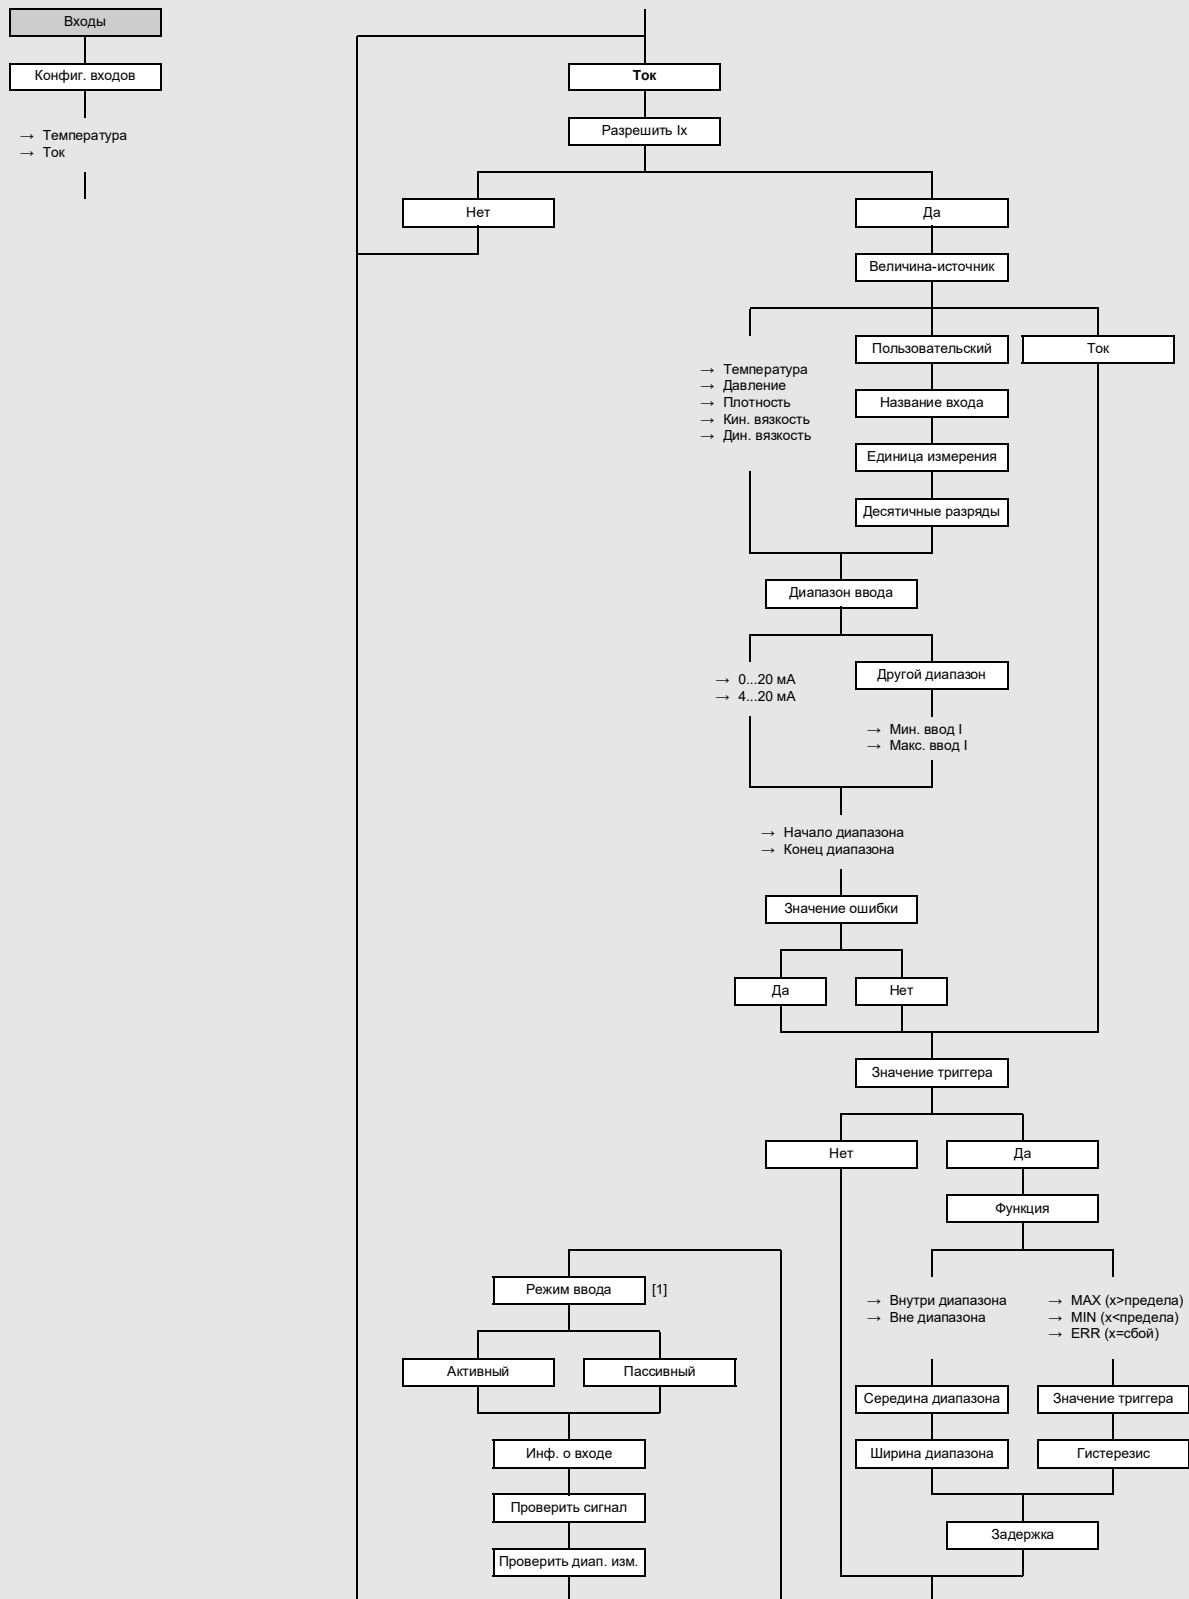 Входы
Конфиг. входов
→ Температура
→ Ток
Ток
Разрешить Ix
Нет
Да
Величина-источник
Пользовательский
Ток
→ Температура
→ Давление
→ Плотность
→ Кин. вязкость
→ Дин. вязкость
Название входа
Единица измерения
Десятичные разряды
Диапазон ввода
→ 0...20 мА
→ 4...20 мА
Другой диапазон
→ Мин. ввод I
→ Макс. ввод I
→ Начало диапазона
→ Конец диапазона
Значение ошибки
Да
Нет
Значение триггера
Нет
Да
Функция
→ Внутри диапазона
→ Вне диапазона
→ MAX (x>предела)
→ MIN (x<предела)
→ ERR (x=сбой)
Середина диапазона
Значение триггера
Ширина диапазона
Гистерезис
Задержка
Режим ввода [1]
Активный
Пассивный
Инф. о входе
Проверить сигнал
Проверить диап. изм.